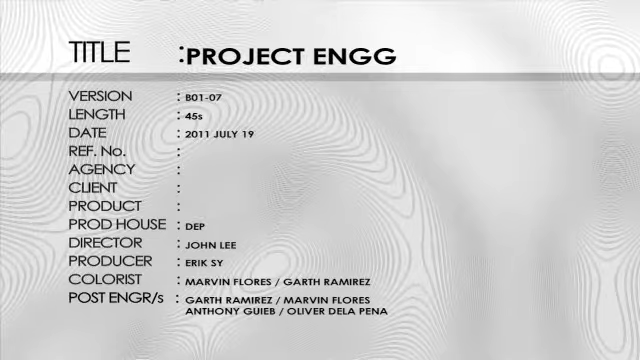 TITLE :PROJECT ENGG
VERSION : B01-07
LENGTH : 45s
DATE : 2011 JULY 19
REF. No. :
AGENCY :
CLIENT :
PRODUCT :
PROD HOUSE : DEP
DIRECTOR : JOHN LEE
PRODUCER : ERIK SY
COLORIST : MARVIN FLORES / GARTH RAMIREZ
POST ENGR/s : GARTH RAMIREZ / MARVIN FLORES
ANTHONY GUIEB / OLIVER DELA PENA